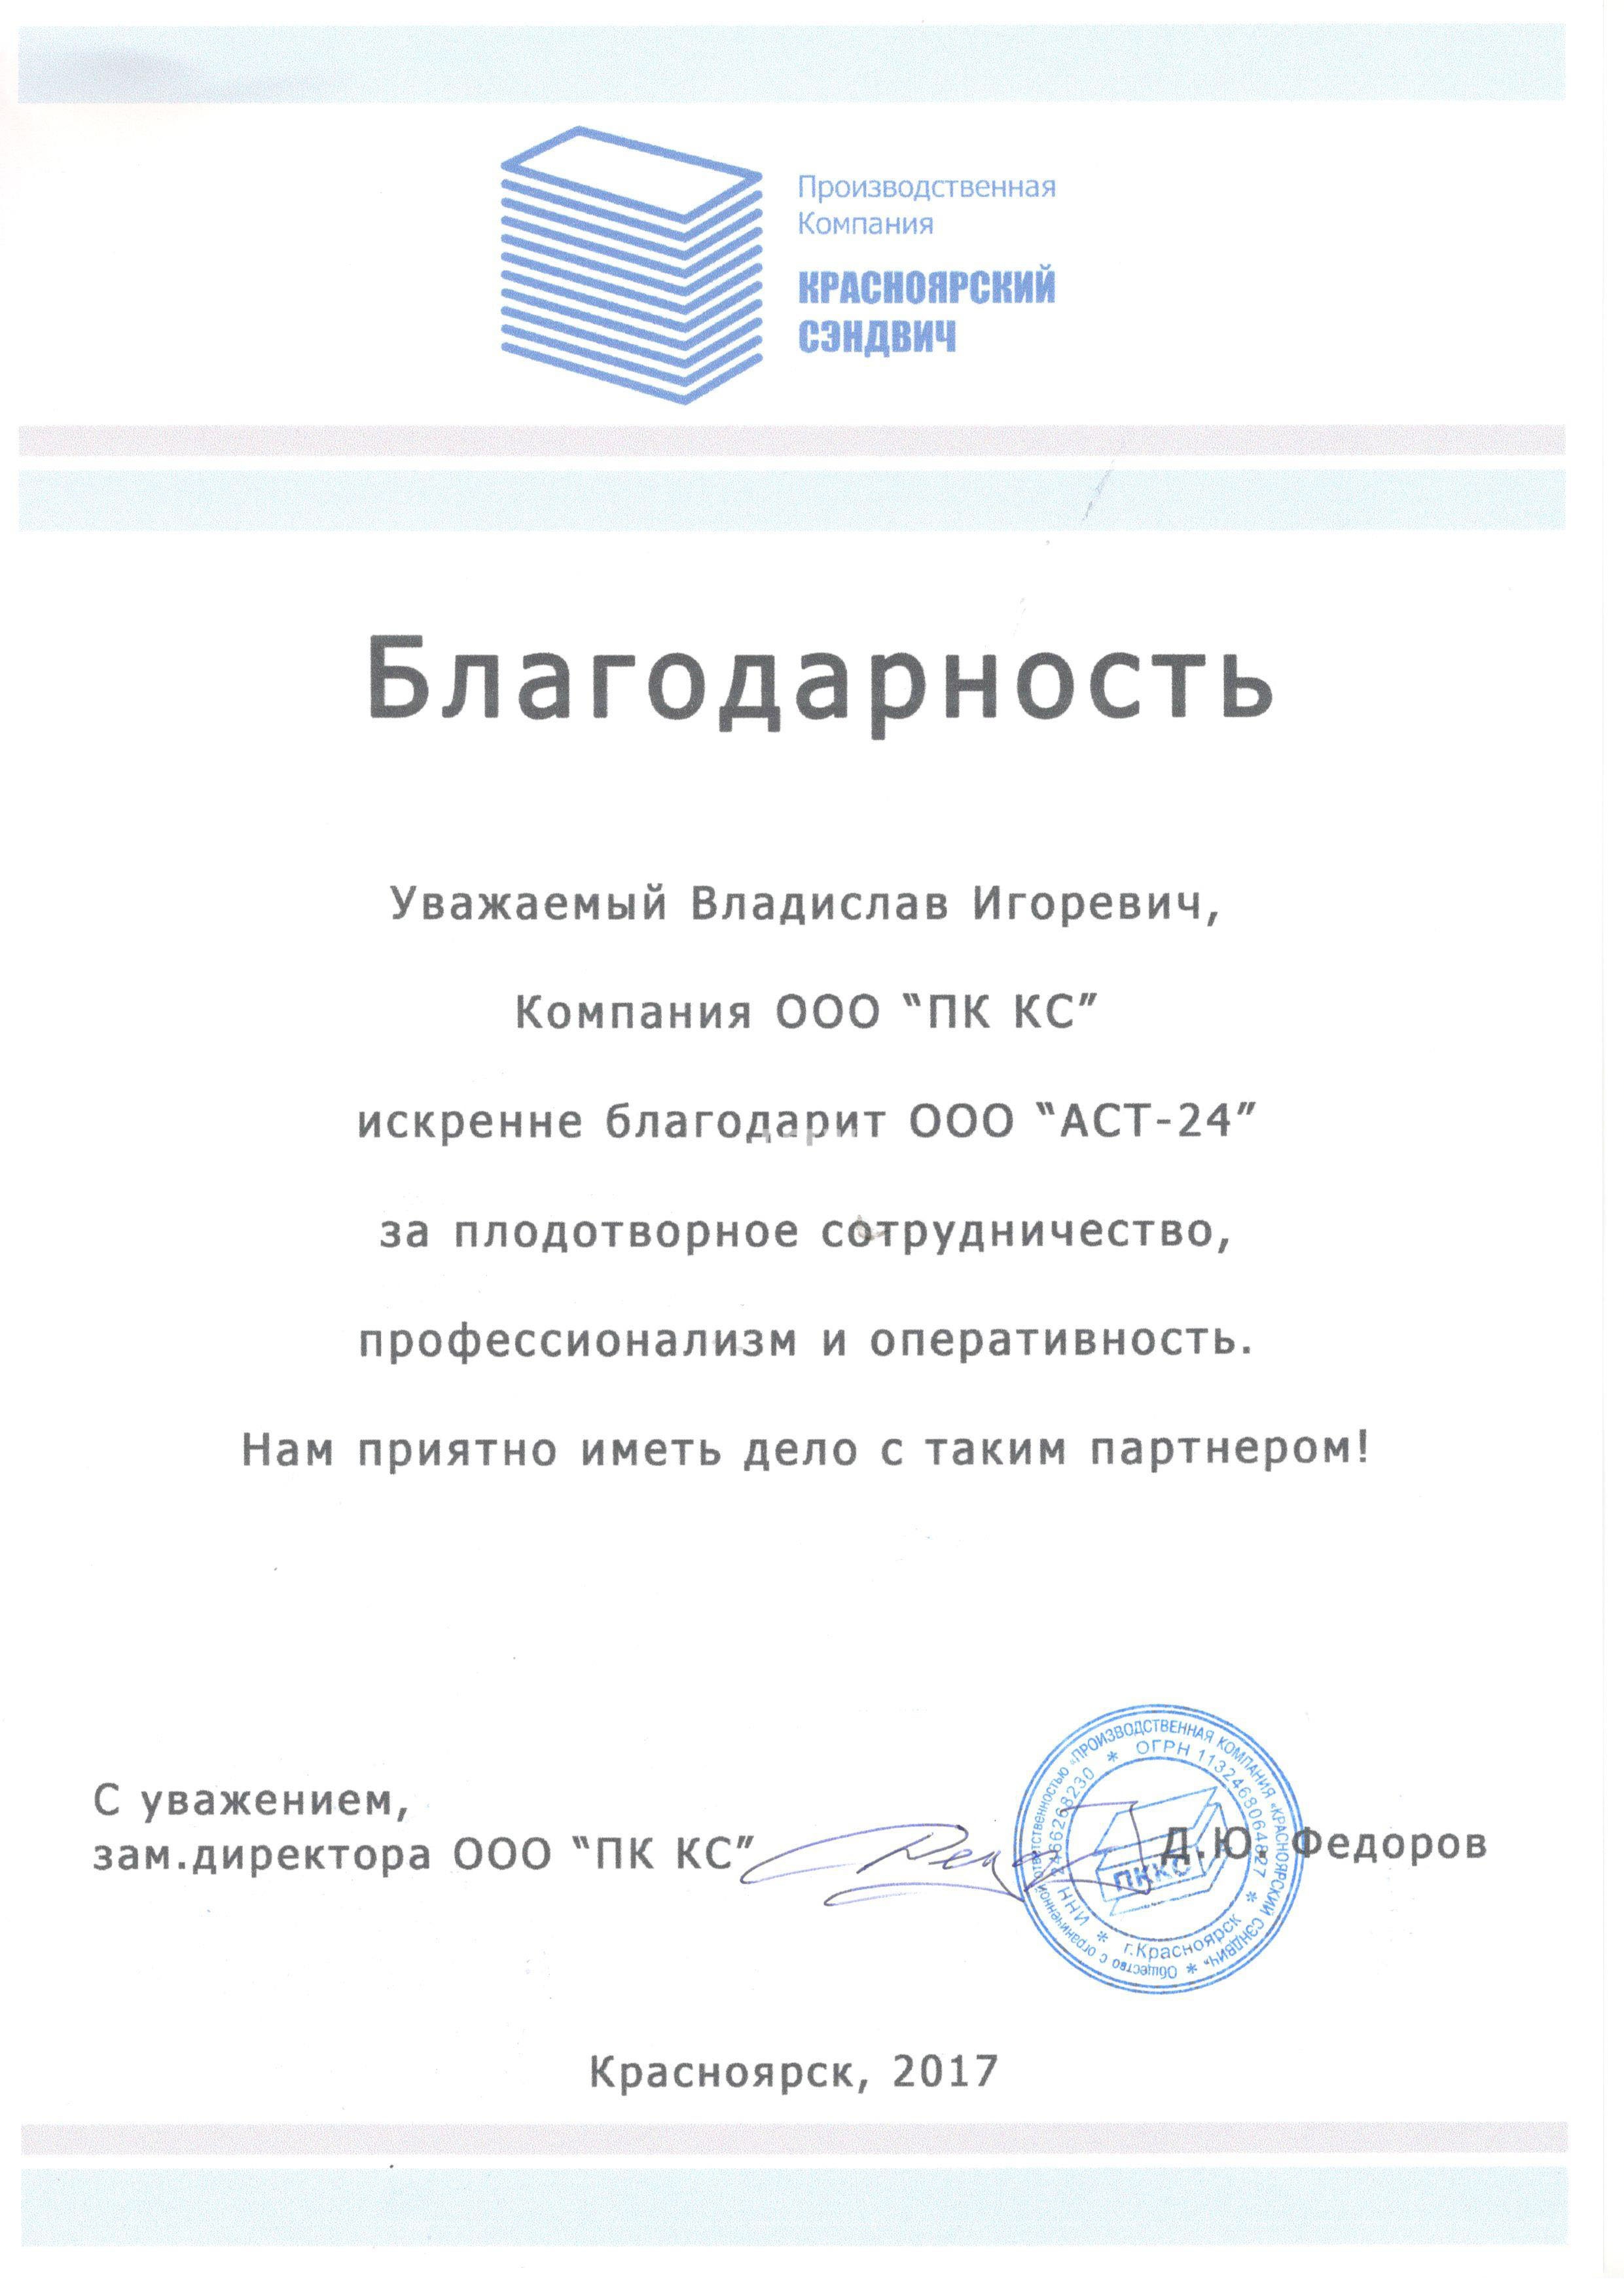 Производственная
Компания
КРАСНОЯРСКИЙ
СЭНДВИЧ
Благодарность
Уважаемый Владислав Игоревич,
Компания ООО “ПК КС”
искренне благодарит ООО “АСТ-24”
за плодотворное сотрудничество,
профессионализм и оперативность.
Нам приятно иметь дело с таким партнером!
С уважением,
зам.директора ООО “ПК КС”
Д.Ю. Федоров
Общество с ограниченной ответственностью «ПРОИЗВОДСТВЕННАЯ КОМПАНИЯ «КРАСНОЯРСКИЙ СЭНДВИЧ» *
* ИНН 2466268230 * ОГРН 1132468064827 *
г.Красноярск
ПККС
Красноярск, 2017